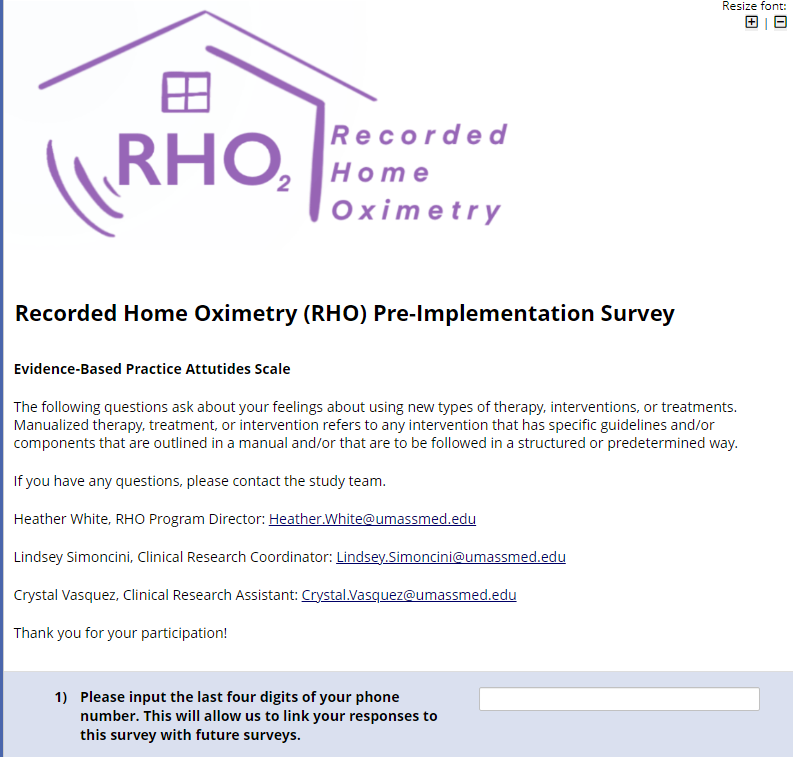 Resize font:
+ | −
RHO2
Recorded
Home
Oximetry
Recorded Home Oximetry (RHO) Pre-Implementation Survey
Evidence-Based Practice Attutides Scale
The following questions ask about your feelings about using new types of therapy, interventions, or treatments.
Manualized therapy, treatment, or intervention refers to any intervention that has specific guidelines and/or
components that are outlined in a manual and/or that are to be followed in a structured or predetermined way.
If you have any questions, please contact the study team.
Heather White, RHO Program Director: Heather.White@umassmed.edu
Lindsey Simoncini, Clinical Research Coordinator: Lindsey.Simoncini@umassmed.edu
Crystal Vasquez, Clinical Research Assistant: Crystal.Vasquez@umassmed.edu
Thank you for your participation!
1) Please input the last four digits of your phone
number. This will allow us to link your responses to
this survey with future surveys.